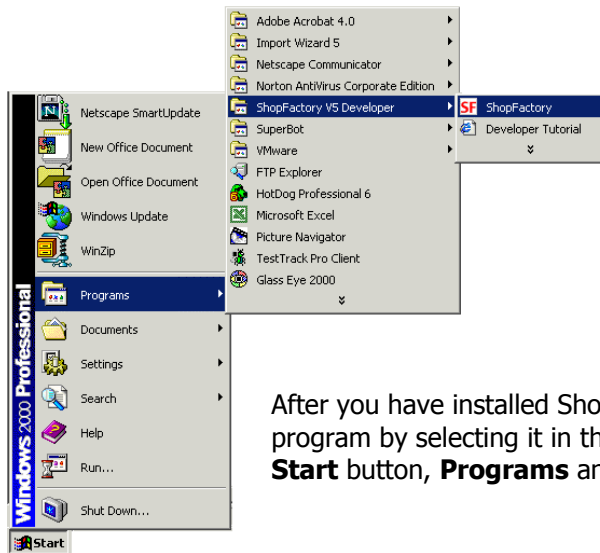 Adobe Acrobat 4.0
Import Wizard 5
Netscape Communicator
Norton AntiVirus Corporate Edition
ShopFactory V5 Developer
SuperBot
VMware
FTP Explorer
HotDog Professional 6
Microsoft Excel
Picture Navigator
TestTrack Pro Client
Glass Eye 2000
SF ShopFactory
Developer Tutorial
Netscape SmartUpdate
New Office Document
Open Office Document
Windows Update
WinZip
Programs
Documents
Settings
Search
Help
Run...
Shut Down...
Windows 2000 Professional
Start
After you have installed Sho
program by selecting it in th
Start button, Programs an